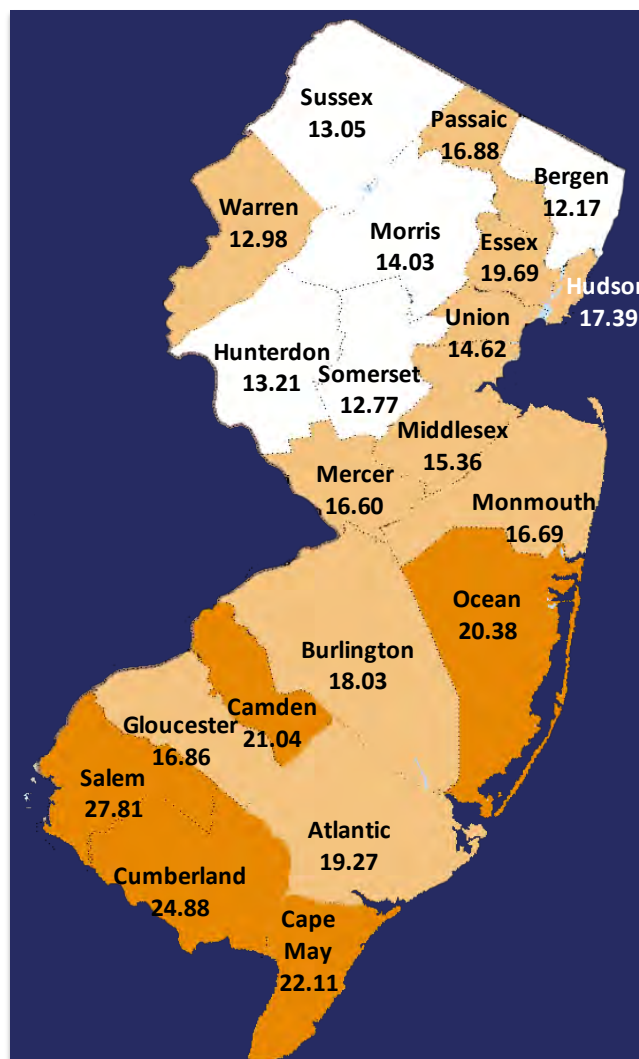 Sussex
13.05
Passaic
16.88
Bergen
12.17
Warren
12.98
Morris
14.03
Essex
19.69
Hudson
17.39
Union
14.62
Hunterdon
13.21
Somerset
12.77
Middlesex
15.36
Mercer
16.60
Monmouth
16.69
Ocean
20.38
Burlington
18.03
Camden
21.04
Gloucester
16.86
Salem
27.81
Atlantic
19.27
Cumberland
24.88
Cape
May
22.11